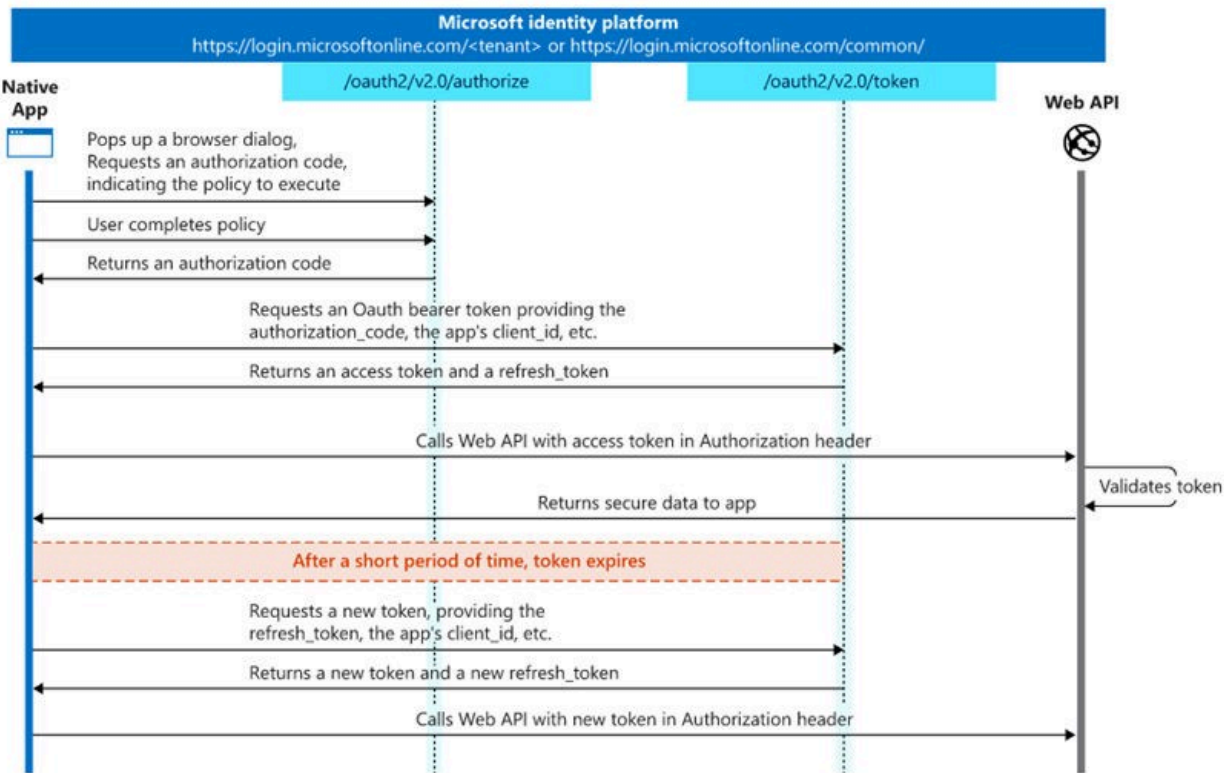 Microsoft identity platform
https://login.microsoftonline.com/<tenant> or https://login.microsoftonline.com/common/
/oauth2/v2.0/authorize
/oauth2/v2.0/token
Native
App
Web API
Pops up a browser dialog,
Requests an authorization code,
indicating the policy to execute
User completes policy
Returns an authorization code
Requests an Oauth bearer token providing the
authorization_code, the app's client_id, etc.
Returns an access token and a refresh_token
Calls Web API with access token in Authorization header
Validates token
Returns secure data to app
After a short period of time, token expires
Requests a new token, providing the
refresh_token, the app's client_id, etc.
Returns a new token and a new refresh_token
Calls Web API with new token in Authorization header